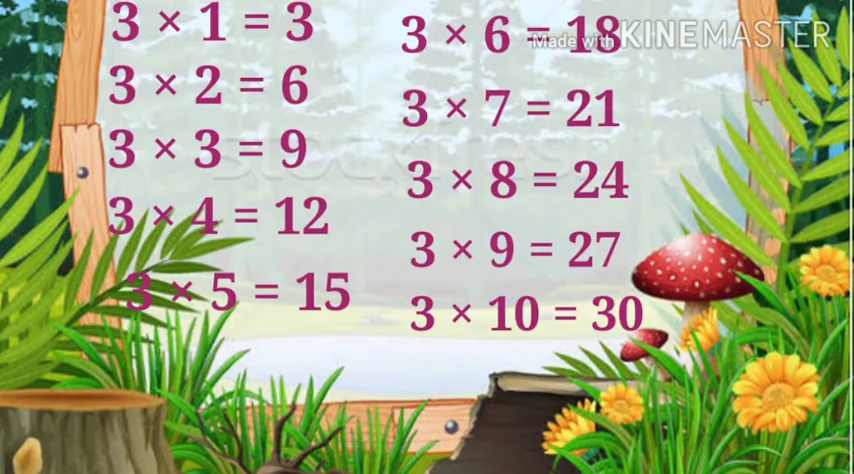 3 × 1 = 3
3 × 2 = 6
3 × 3 = 9
3 × 4 = 12
3 × 5 = 15
Made with KINEMASTER
3 × 6 = 18
3 × 7 = 21
3 × 8 = 24
3 × 9 = 27
3 × 10 = 30